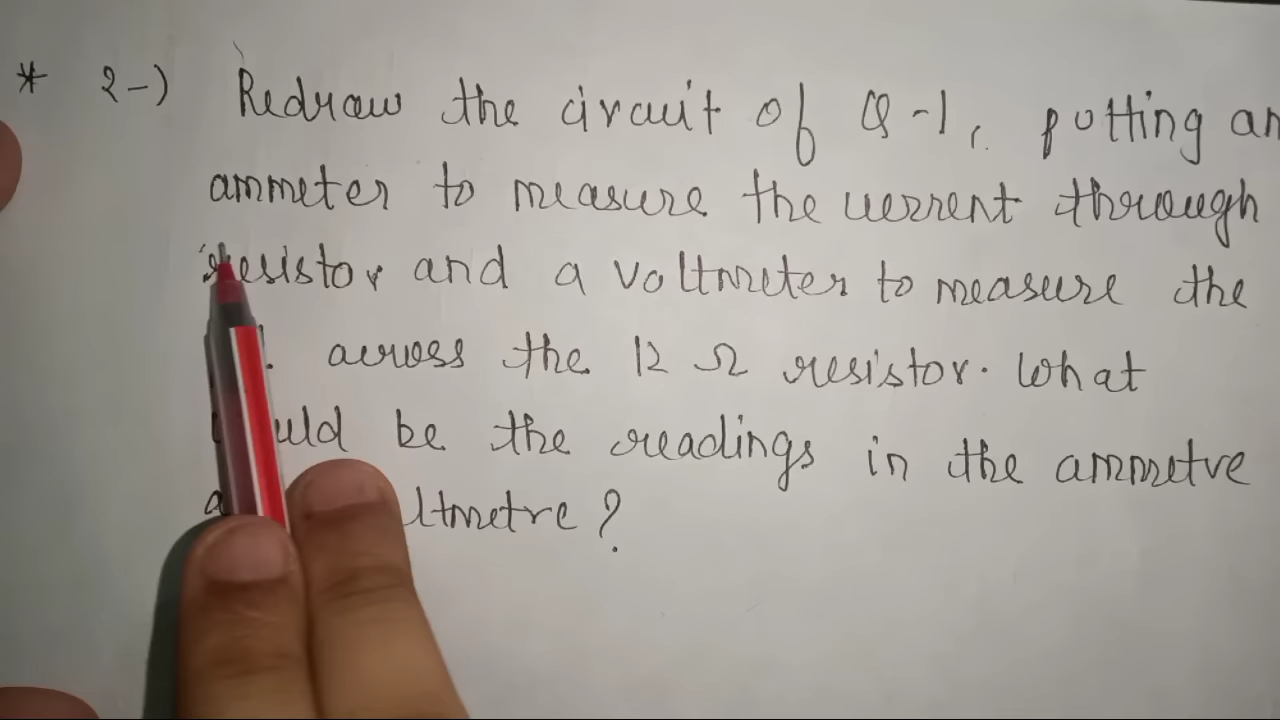 * 2-) Redraw the circuit of Q-1, putting an
ammeter to measure the current through
resistor and a voltmeter to measure the
across the 12 Ω resistor. What
be the readings in the ammetre
?